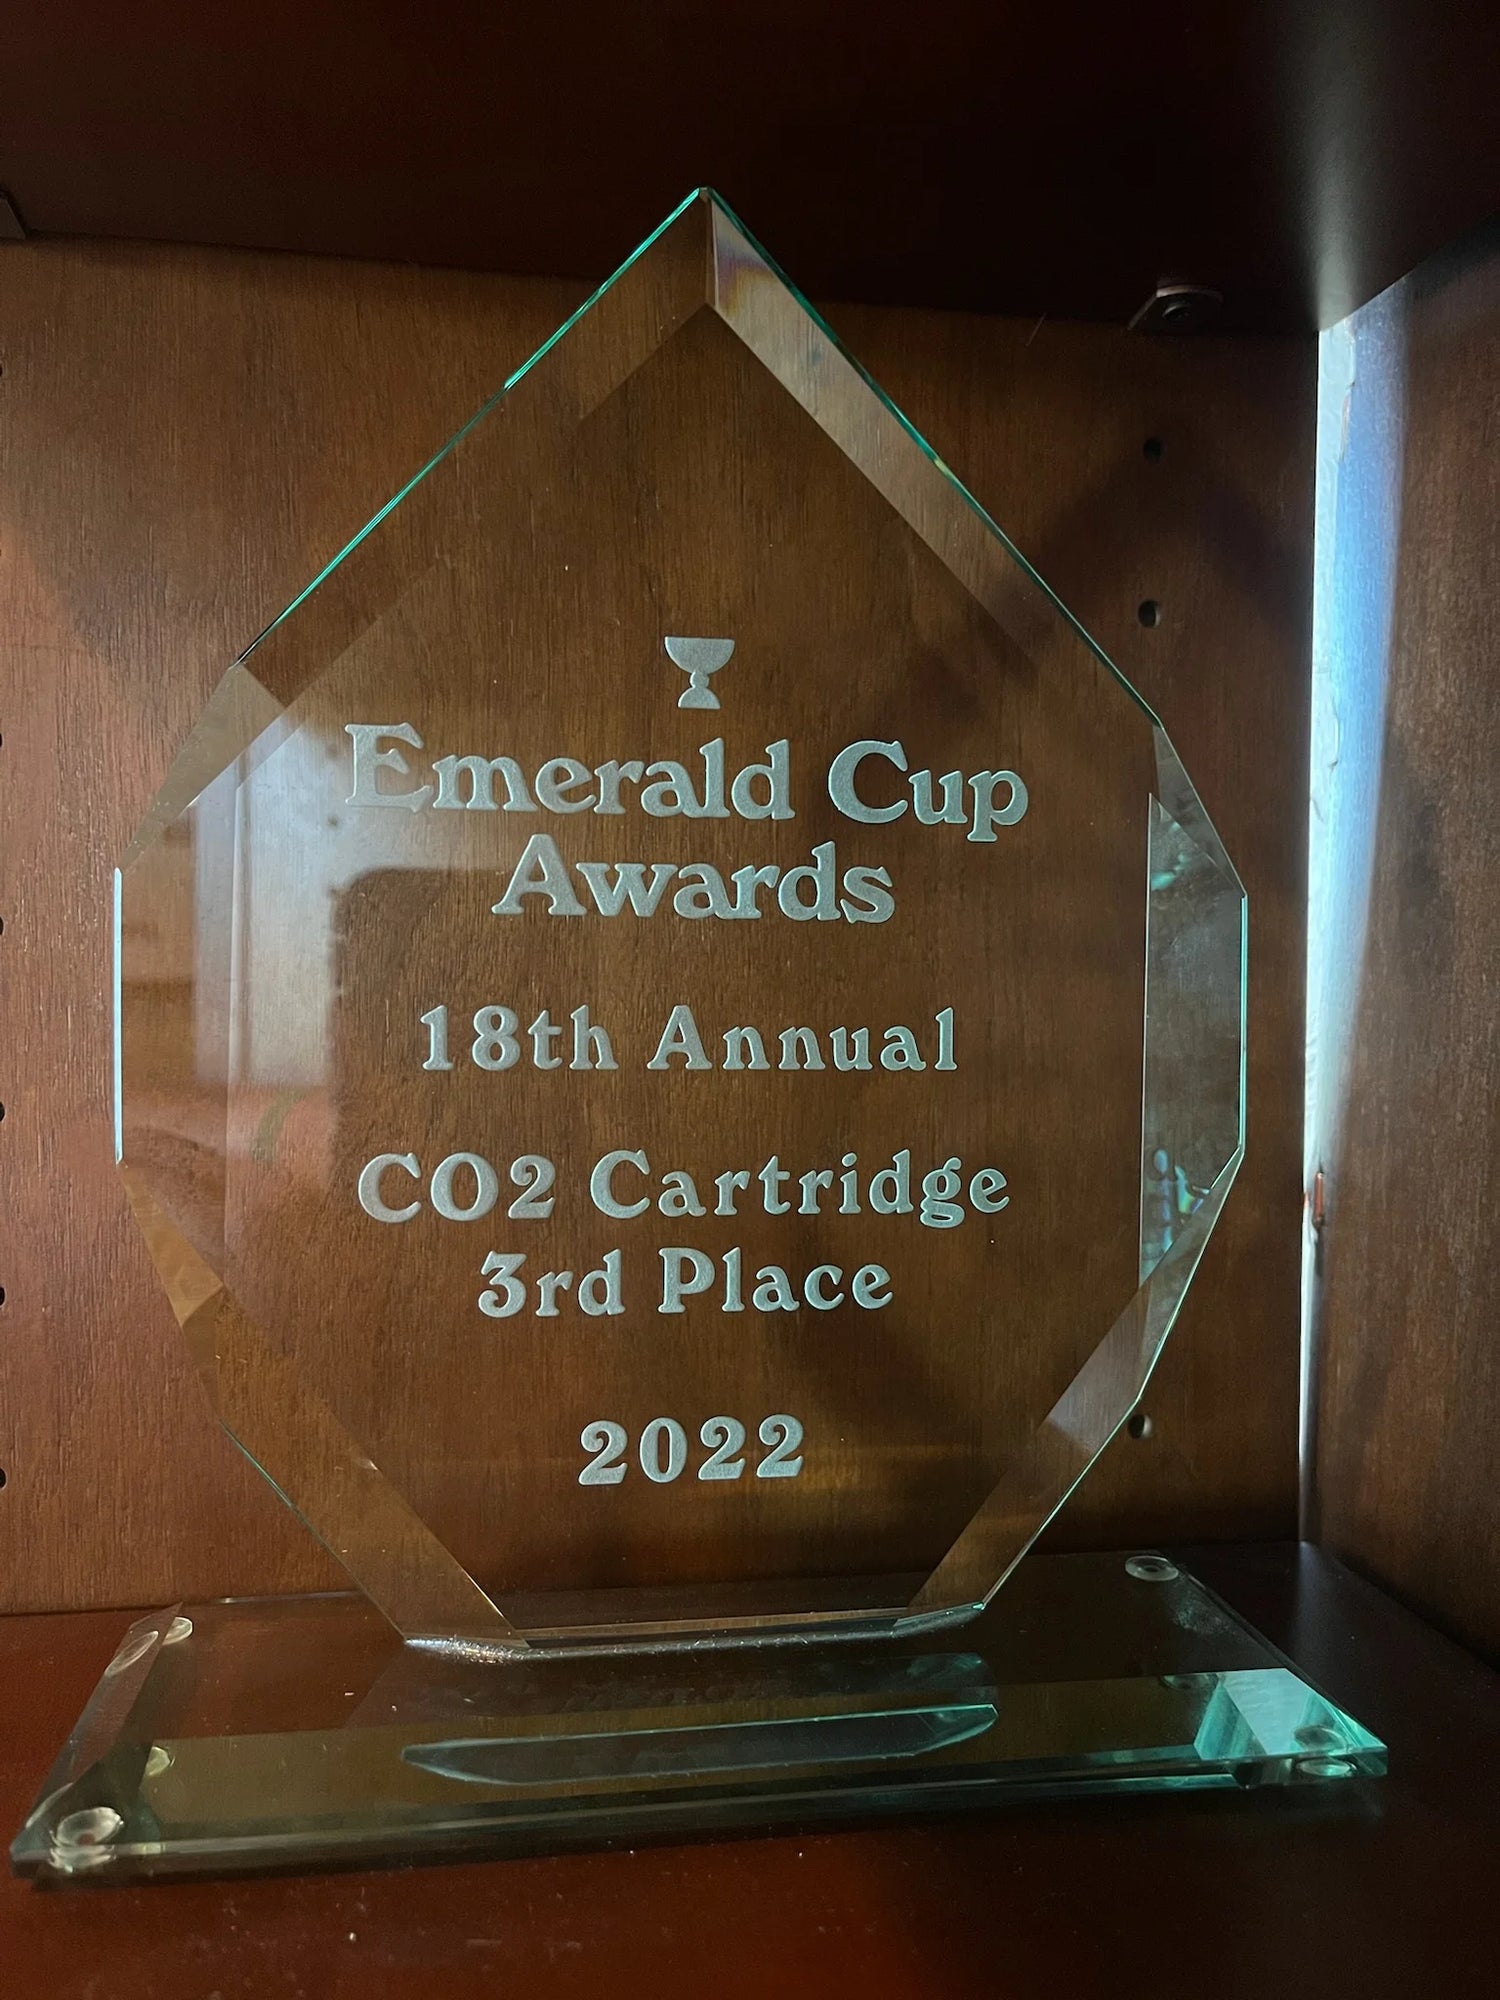 Emerald Cup
Awards
18th Annual
CO2 Cartridge
3rd Place
2022